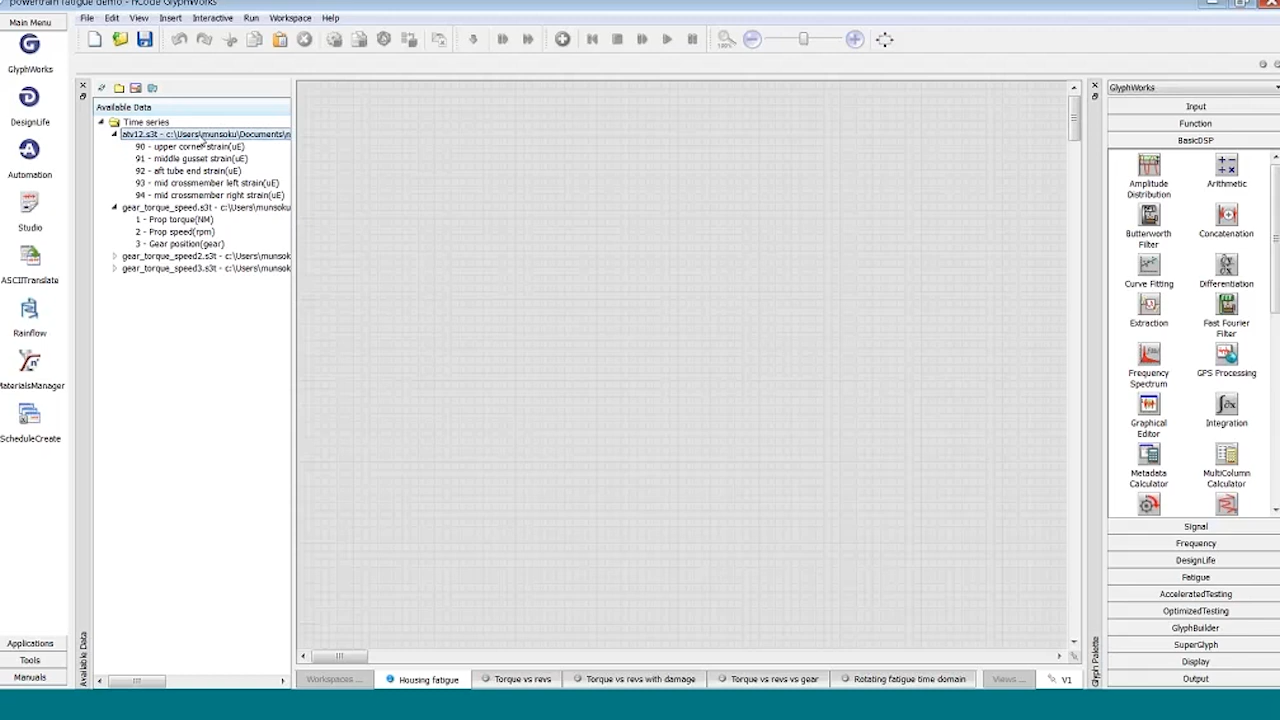 powertrain fatigue demo - nCode GlyphWorks
Main Menu
File Edit View Insert Interactive Run Workspace Help
GlyphWorks
DesignLife
Automation
Studio
ASCIITranslate
Rainflow
MaterialsManager
ScheduleCreate
Applications
Tools
Manuals
Available Data
Time series
atv12.s3t - c:\Users\munsoku\Documents\n
90 - upper corner strain(uE)
91 - middle gusset strain(uE)
92 - aft tube end strain(uE)
93 - mid crossmember left strain(uE)
94 - mid crossmember right strain(uE)
gear_torque_speed.s3t - c:\Users\munsoku
1 - Prop torque(NM)
2 - Prop speed(rpm)
3 - Gear position(gear)
gear_torque_speed2.s3t - c:\Users\munsok
gear_torque_speed3.s3t - c:\Users\munsok
Available Data
100%
Workspaces ...
Housing fatigue
Torque vs revs
Torque vs revs with damage
Torque vs revs vs gear
Rotating fatigue time domain
Views ...
V1
Glyph Palette
GlyphWorks
Input
Function
BasicDSP
Amplitude Distribution
Arithmetic
Butterworth Filter
Concatenation
Curve Fitting
Differentiation
Extraction
Fast Fourier Filter
Frequency Spectrum
GPS Processing
Graphical Editor
Integration
Metadata Calculator
MultiColumn Calculator
Signal
Frequency
DesignLife
Fatigue
AcceleratedTesting
OptimizedTesting
GlyphBuilder
SuperGlyph
Display
Output